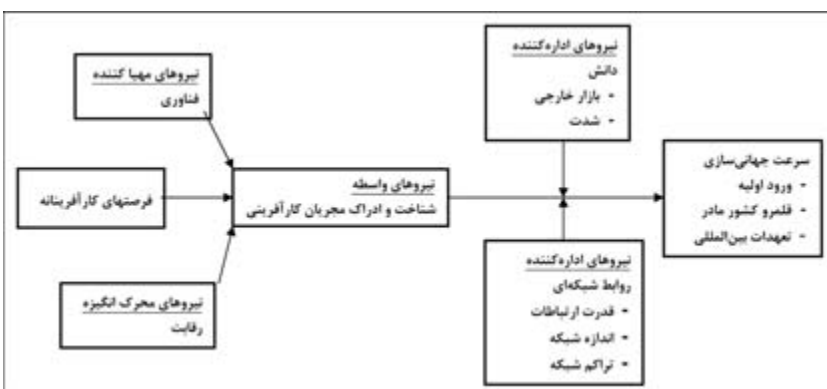 نیروهای مهیا کننده
فناوری
فرصتهای کارآفرینانه
نیروهای محرک انگیزه
رقابت
نیروهای واسطه
شناخت و ادراک مجریان کارآفرینی
نیروهای اداره‌کننده
دانش
- بازار خارجی
- شدت
نیروهای اداره‌کننده
روابط شبکه‌ای
- قدرت ارتباطات
- اندازه شبکه
- تراکم شبکه
سرعت جهانی‌سازی
- ورود اولیه
- قلمرو کشور مادر
- تعهدات بین‌المللی